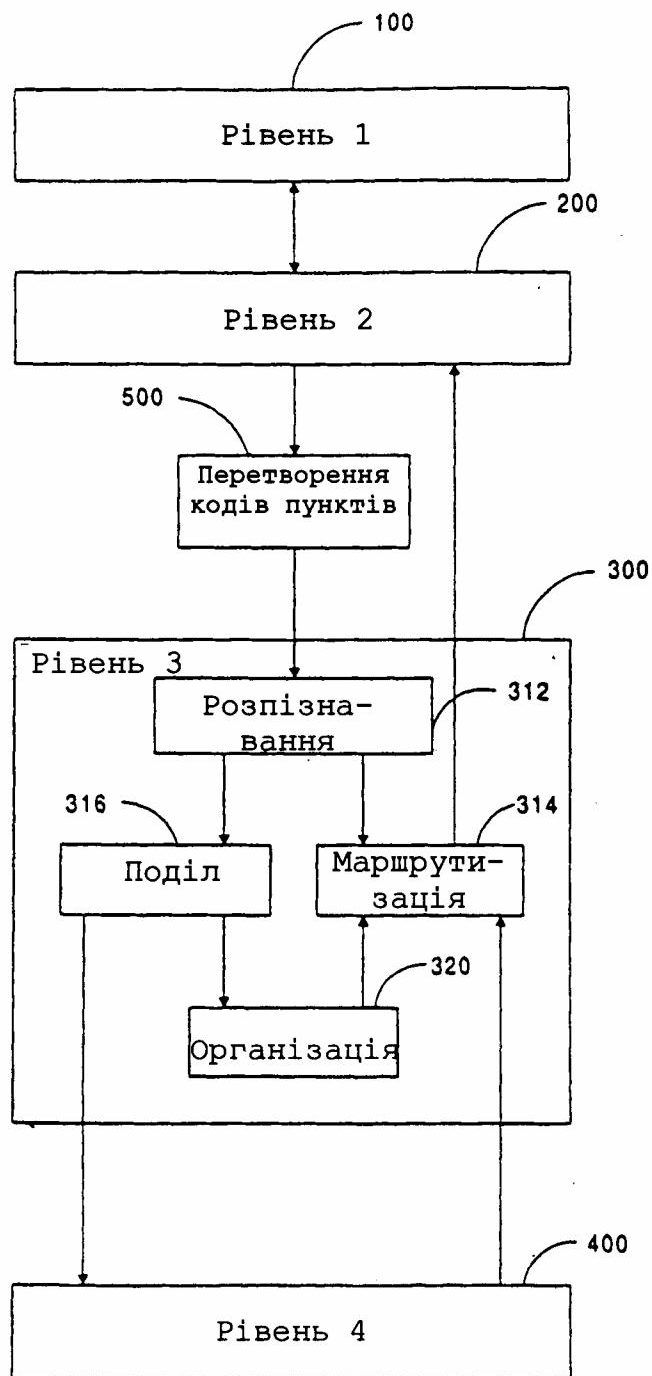 100
Рівень 1
200
Рівень 2
500
Перетворення
кодів пунктів
300
Рівень 3
312
Розпізна-
вання
316
314
Поділ
Маршрути-
зація
320
Організація
400
Рівень 4